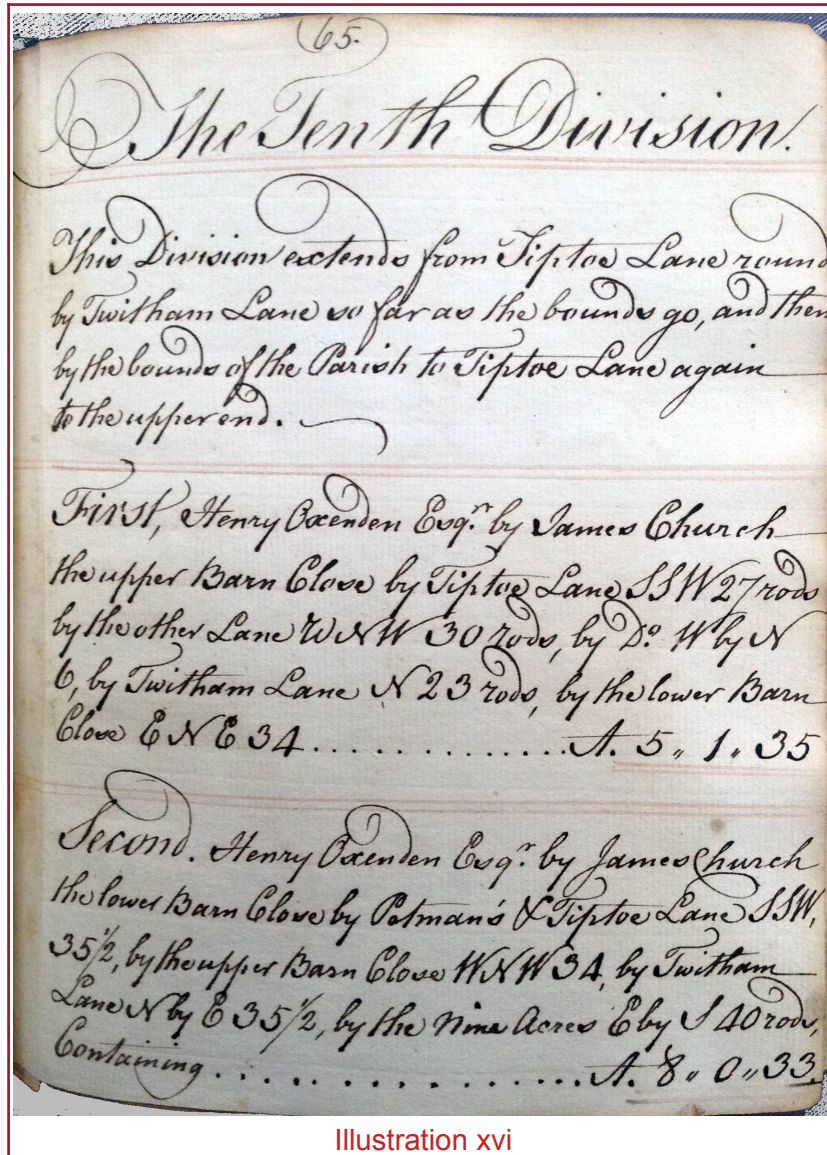 65.
The Tenth Division.
This Division extends from Tiptoe Lane round
by Twitham Lane so far as the bounds go, and then
by the bounds of the Parish to Tiptoe Lane again
to the upper end.
First, Henry Oxenden Esqr. by James Church
the upper Barn Close by Tiptoe Lane SSW 27 rods
by the other Lane WNW 30 rods, by Do. W by N
6, by Twitham Lane N 23 rods, by the lower Barn
Close ENE 34 .............. A. 5 " 1 " 35
Second. Henry Oxenden Esqr. by James Church
the lower Barn Close by Petman's & Tiptoe Lane SSW,
35 1/2, by the upper Barn Close WNW 34, by Twitham
Lane N by E 35 1/2, by the Nine Acres E by S 40 rods,
Containing ................ A. 8 " 0 " 33.
Illustration xvi